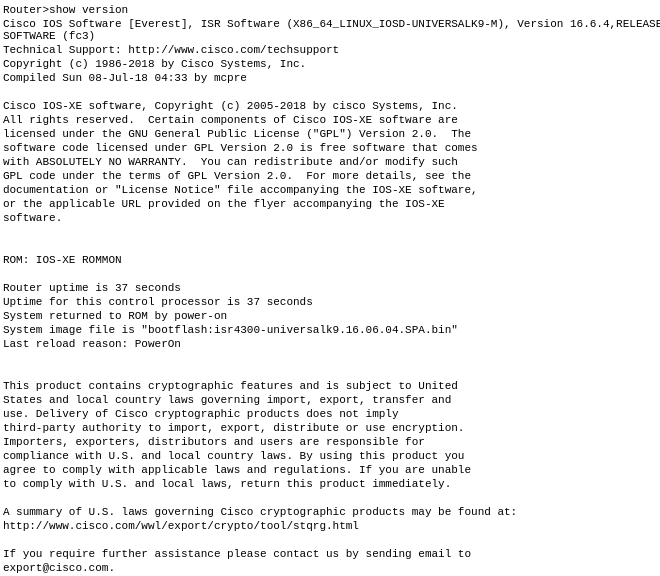 Router>show version
Cisco IOS Software [Everest], ISR Software (X86_64_LINUX_IOSD-UNIVERSALK9-M), Version 16.6.4,RELEASE
SOFTWARE (fc3)
Technical Support: http://www.cisco.com/techsupport
Copyright (c) 1986-2018 by Cisco Systems, Inc.
Compiled Sun 08-Jul-18 04:33 by mcpre
Cisco IOS-XE software, Copyright (c) 2005-2018 by cisco Systems, Inc.
All rights reserved.  Certain components of Cisco IOS-XE software are
licensed under the GNU General Public License ("GPL") Version 2.0.  The
software code licensed under GPL Version 2.0 is free software that comes
with ABSOLUTELY NO WARRANTY.  You can redistribute and/or modify such
GPL code under the terms of GPL Version 2.0.  For more details, see the
documentation or "License Notice" file accompanying the IOS-XE software,
or the applicable URL provided on the flyer accompanying the IOS-XE
software.
ROM: IOS-XE ROMMON
Router uptime is 37 seconds
Uptime for this control processor is 37 seconds
System returned to ROM by power-on
System image file is "bootflash:isr4300-universalk9.16.06.04.SPA.bin"
Last reload reason: PowerOn
This product contains cryptographic features and is subject to United
States and local country laws governing import, export, transfer and
use. Delivery of Cisco cryptographic products does not imply
third-party authority to import, export, distribute or use encryption.
Importers, exporters, distributors and users are responsible for
compliance with U.S. and local country laws. By using this product you
agree to comply with applicable laws and regulations. If you are unable
to comply with U.S. and local laws, return this product immediately.
A summary of U.S. laws governing Cisco cryptographic products may be found at:
http://www.cisco.com/wwl/export/crypto/tool/stqrg.html
If you require further assistance please contact us by sending email to
export@cisco.com.